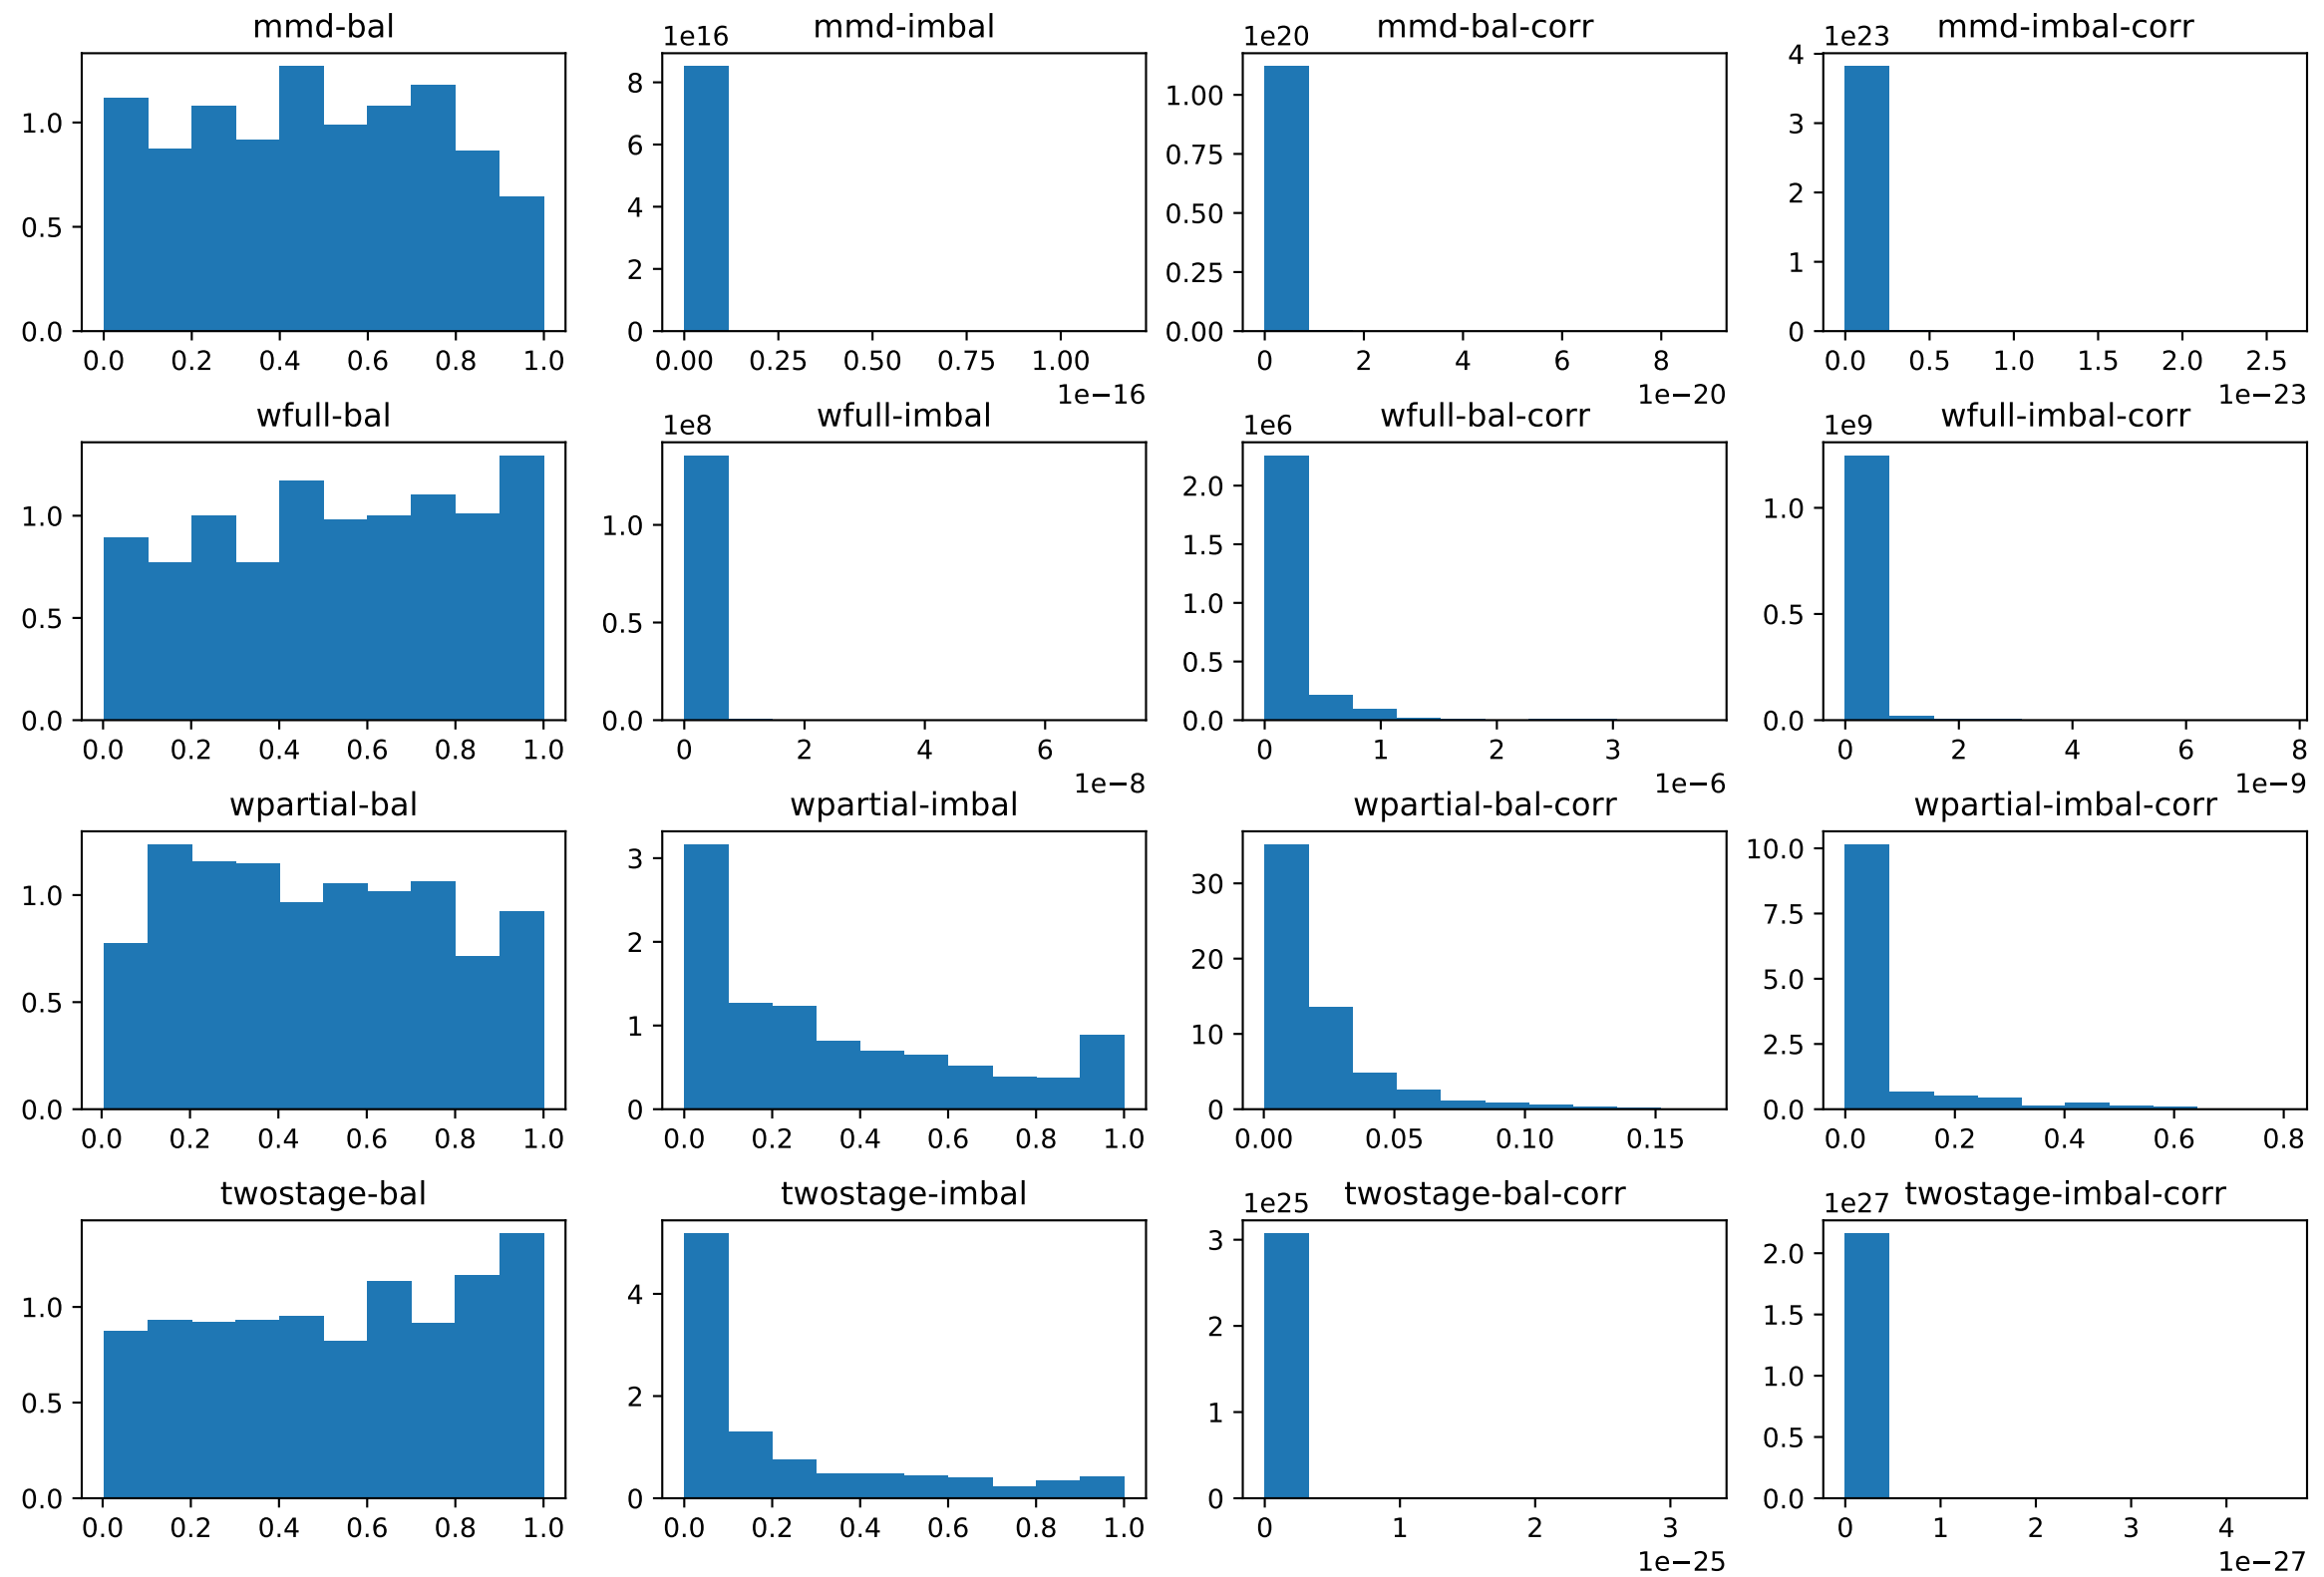 mmd-bal
1.0
0.5
0.0
0.0 0.2 0.4 0.6 0.8 1.0
mmd-imbal
1e16
8
6
4
2
0
0.00 0.25 0.50 0.75 1.00
1e−16
mmd-bal-corr
1e20
1.00
0.75
0.50
0.25
0.00
0 2 4 6 8
1e−20
mmd-imbal-corr
1e23
4
3
2
1
0
0.0 0.5 1.0 1.5 2.0 2.5
1e−23
wfull-bal
1.0
0.5
0.0
0.0 0.2 0.4 0.6 0.8 1.0
wfull-imbal
1e8
1.0
0.5
0.0
0 2 4 6
1e−8
wfull-bal-corr
1e6
2.0
1.5
1.0
0.5
0.0
0 1 2 3
1e−6
wfull-imbal-corr
1e9
1.0
0.5
0.0
0 2 4 6 8
1e−9
wpartial-bal
1.0
0.5
0.0
0.0 0.2 0.4 0.6 0.8 1.0
wpartial-imbal
3
2
1
0
0.0 0.2 0.4 0.6 0.8 1.0
wpartial-bal-corr
30
20
10
0
0.00 0.05 0.10 0.15
wpartial-imbal-corr
10.0
7.5
5.0
2.5
0.0
0.0 0.2 0.4 0.6 0.8
twostage-bal
1.0
0.5
0.0
0.0 0.2 0.4 0.6 0.8 1.0
twostage-imbal
4
2
0
0.0 0.2 0.4 0.6 0.8 1.0
twostage-bal-corr
1e25
3
2
1
0
0 1 2 3
1e−25
twostage-imbal-corr
1e27
2.0
1.5
1.0
0.5
0.0
0 1 2 3 4
1e−27